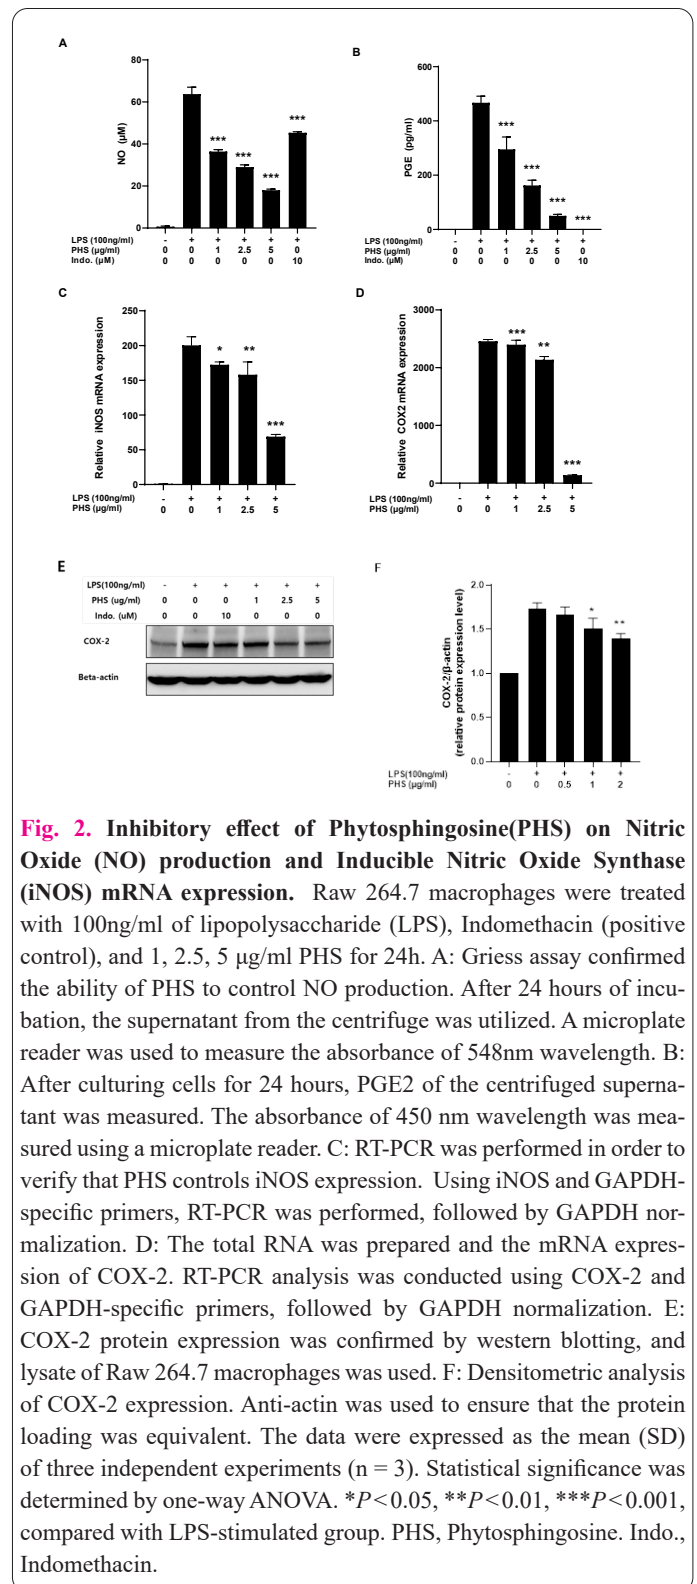 A
80
60
40
20
0
NO
(µM)
***
***
***
***
LPS (100ng/ml) - + + + + +
PHS (µg/ml) 0 0 1 2.5 5 0
Indo. (µM) 0 0 0 0 0 10
B
600
400
200
0
PGE
(pg/ml)
***
***
***
***
LPS (100ng/ml) - + + + + +
PHS (µg/ml) 0 0 1 2.5 5 0
Indo. (µM) 0 0 0 0 0 10
C
250
200
150
100
50
0
Relative iNOS mRNA expression
*
**
***
LPS (100ng/ml) - + + + +
PHS (µg/ml) 0 0 1 2.5 5
D
3000
2000
1000
0
Relative COX2 mRNA expression
***
**
***
LPS (100ng/ml) - + + + +
PHS (µg/ml) 0 0 1 2.5 5
E
LPS(100ng/ml) - + + + + +
PHS (ug/ml) 0 0 0 1 2.5 5
Indo. (uM) 0 0 10 0 0 0
COX-2
Beta-actin
F
2.0
1.5
1.0
0.5
0.0
COX-2/β-actin
(relative protein expression level)
*
**
LPS(100ng/ml) - + + + +
PHS (µg/ml) 0 0 0.5 1 2
Fig. 2. Inhibitory effect of Phytosphingosine(PHS) on Nitric
Oxide (NO) production and Inducible Nitric Oxide Synthase
(iNOS) mRNA expression. Raw 264.7 macrophages were treated
with 100ng/ml of lipopolysaccharide (LPS), Indomethacin (positive
control), and 1, 2.5, 5 µg/ml PHS for 24h. A: Griess assay confirmed
the ability of PHS to control NO production. After 24 hours of incu-
bation, the supernatant from the centrifuge was utilized. A microplate
reader was used to measure the absorbance of 548nm wavelength. B:
After culturing cells for 24 hours, PGE2 of the centrifuged superna-
tant was measured. The absorbance of 450 nm wavelength was mea-
sured using a microplate reader. C: RT-PCR was performed in order to
verify that PHS controls iNOS expression. Using iNOS and GAPDH-
specific primers, RT-PCR was performed, followed by GAPDH nor-
malization. D: The total RNA was prepared and the mRNA expres-
sion of COX-2. RT-PCR analysis was conducted using COX-2 and
GAPDH-specific primers, followed by GAPDH normalization. E:
COX-2 protein expression was confirmed by western blotting, and
lysate of Raw 264.7 macrophages was used. F: Densitometric analysis
of COX-2 expression. Anti-actin was used to ensure that the protein
loading was equivalent. The data were expressed as the mean (SD)
of three independent experiments (n = 3). Statistical significance was
determined by one-way ANOVA. *P<0.05, **P<0.01, ***P<0.001,
compared with LPS-stimulated group. PHS, Phytosphingosine. Indo.,
Indomethacin.